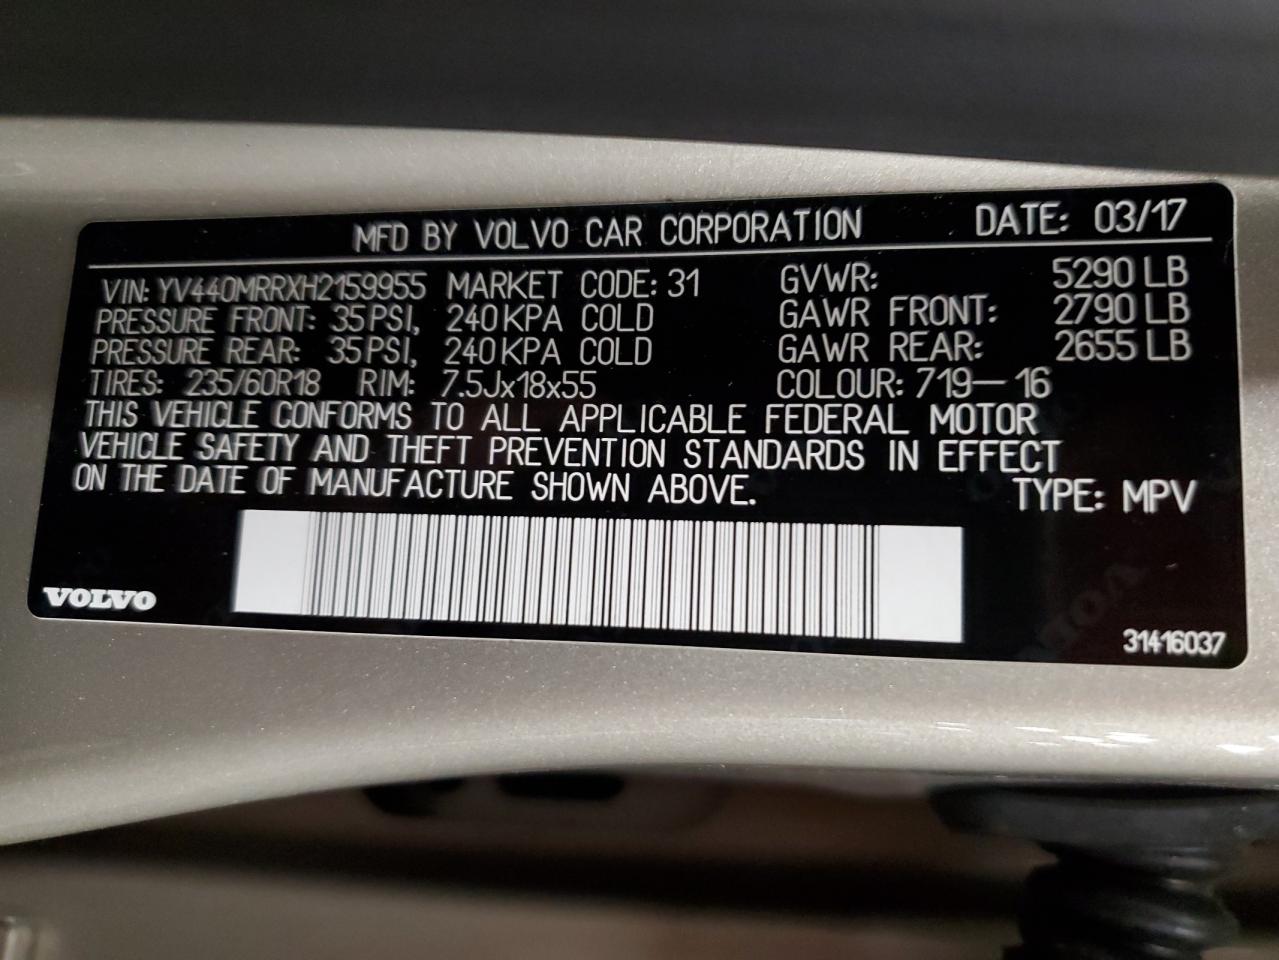 MFD BY VOLVO CAR CORPORATION DATE: 03/17
VIN: YV440MRRXH2159955 MARKET CODE: 31 GVWR: 5290 LB
PRESSURE FRONT: 35 PSI, 240 KPA COLD GAWR FRONT: 2790 LB
PRESSURE REAR: 35 PSI, 240 KPA COLD GAWR REAR: 2655 LB
TIRES: 235/60R18 RIM: 7.5Jx18x55 COLOUR: 719-16
THIS VEHICLE CONFORMS TO ALL APPLICABLE FEDERAL MOTOR
VEHICLE SAFETY AND THEFT PREVENTION STANDARDS IN EFFECT
ON THE DATE OF MANUFACTURE SHOWN ABOVE. TYPE: MPV
VOLVO
31416037